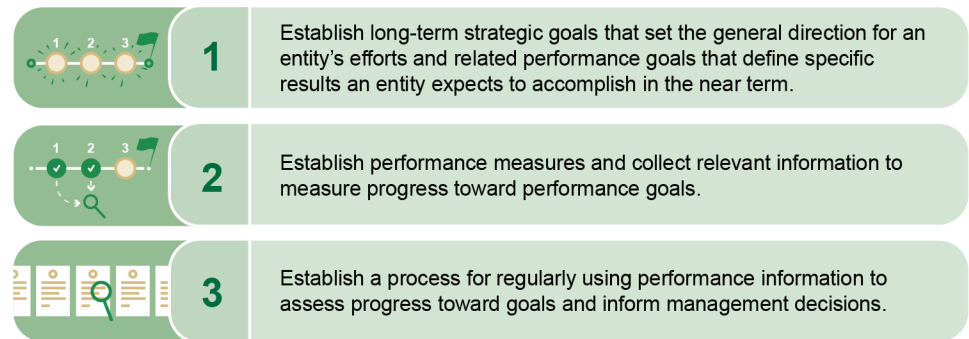 1 2 3
1
Establish long-term strategic goals that set the general direction for an
entity's efforts and related performance goals that define specific
results an entity expects to accomplish in the near term.
1 2 3
2
Establish performance measures and collect relevant information to
measure progress toward performance goals.
3
Establish a process for regularly using performance information to
assess progress toward goals and inform management decisions.